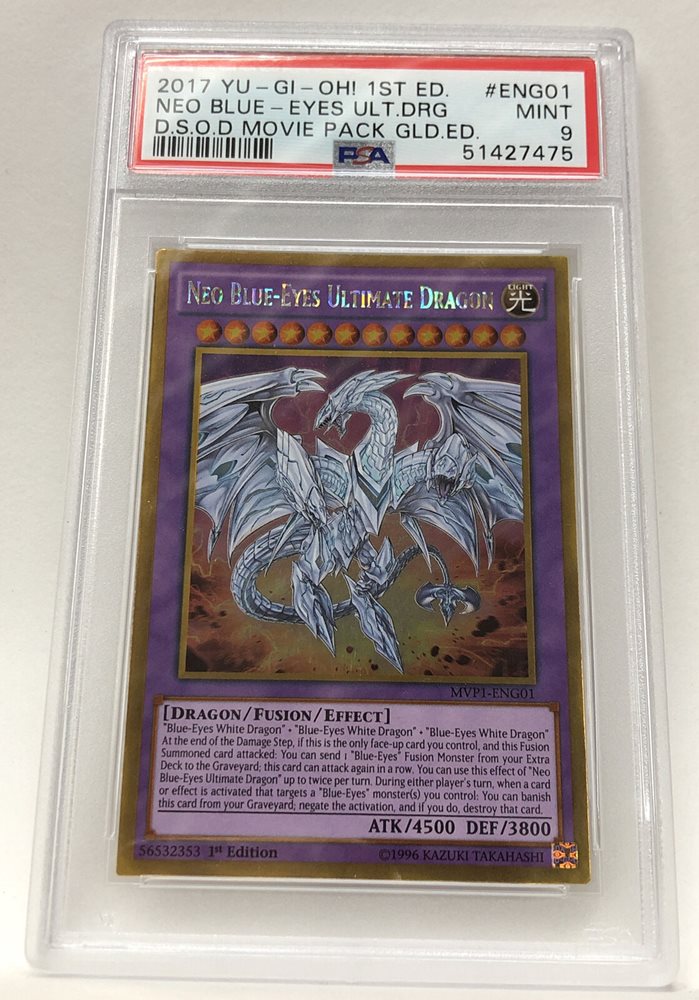 2017 YU-GI-OH! 1ST ED. #ENG01
NEO BLUE-EYES ULT.DRG MINT
D.S.O.D MOVIE PACK GLD.ED. 9
PSA 51427475
NEO BLUE-EYES ULTIMATE DRAGON
LIGHT
光
MVP1-ENG01
[DRAGON/FUSION/EFFECT]
"Blue-Eyes White Dragon" + "Blue-Eyes White Dragon" + "Blue-Eyes White Dragon"
At the end of the Damage Step, if this is the only face-up card you control, and this Fusion
Summoned card attacked: You can send 1 "Blue-Eyes" Fusion Monster from your Extra
Deck to the Graveyard; this card can attack again in a row. You can use this effect of "Neo
Blue-Eyes Ultimate Dragon" up to twice per turn. During either player's turn, when a card
or effect is activated that targets a "Blue-Eyes" monster(s) you control: You can banish
this card from your Graveyard; negate the activation, and if you do, destroy that card.
ATK/4500 DEF/3800
56532353 1st Edition ©1996 KAZUKI TAKAHASHI